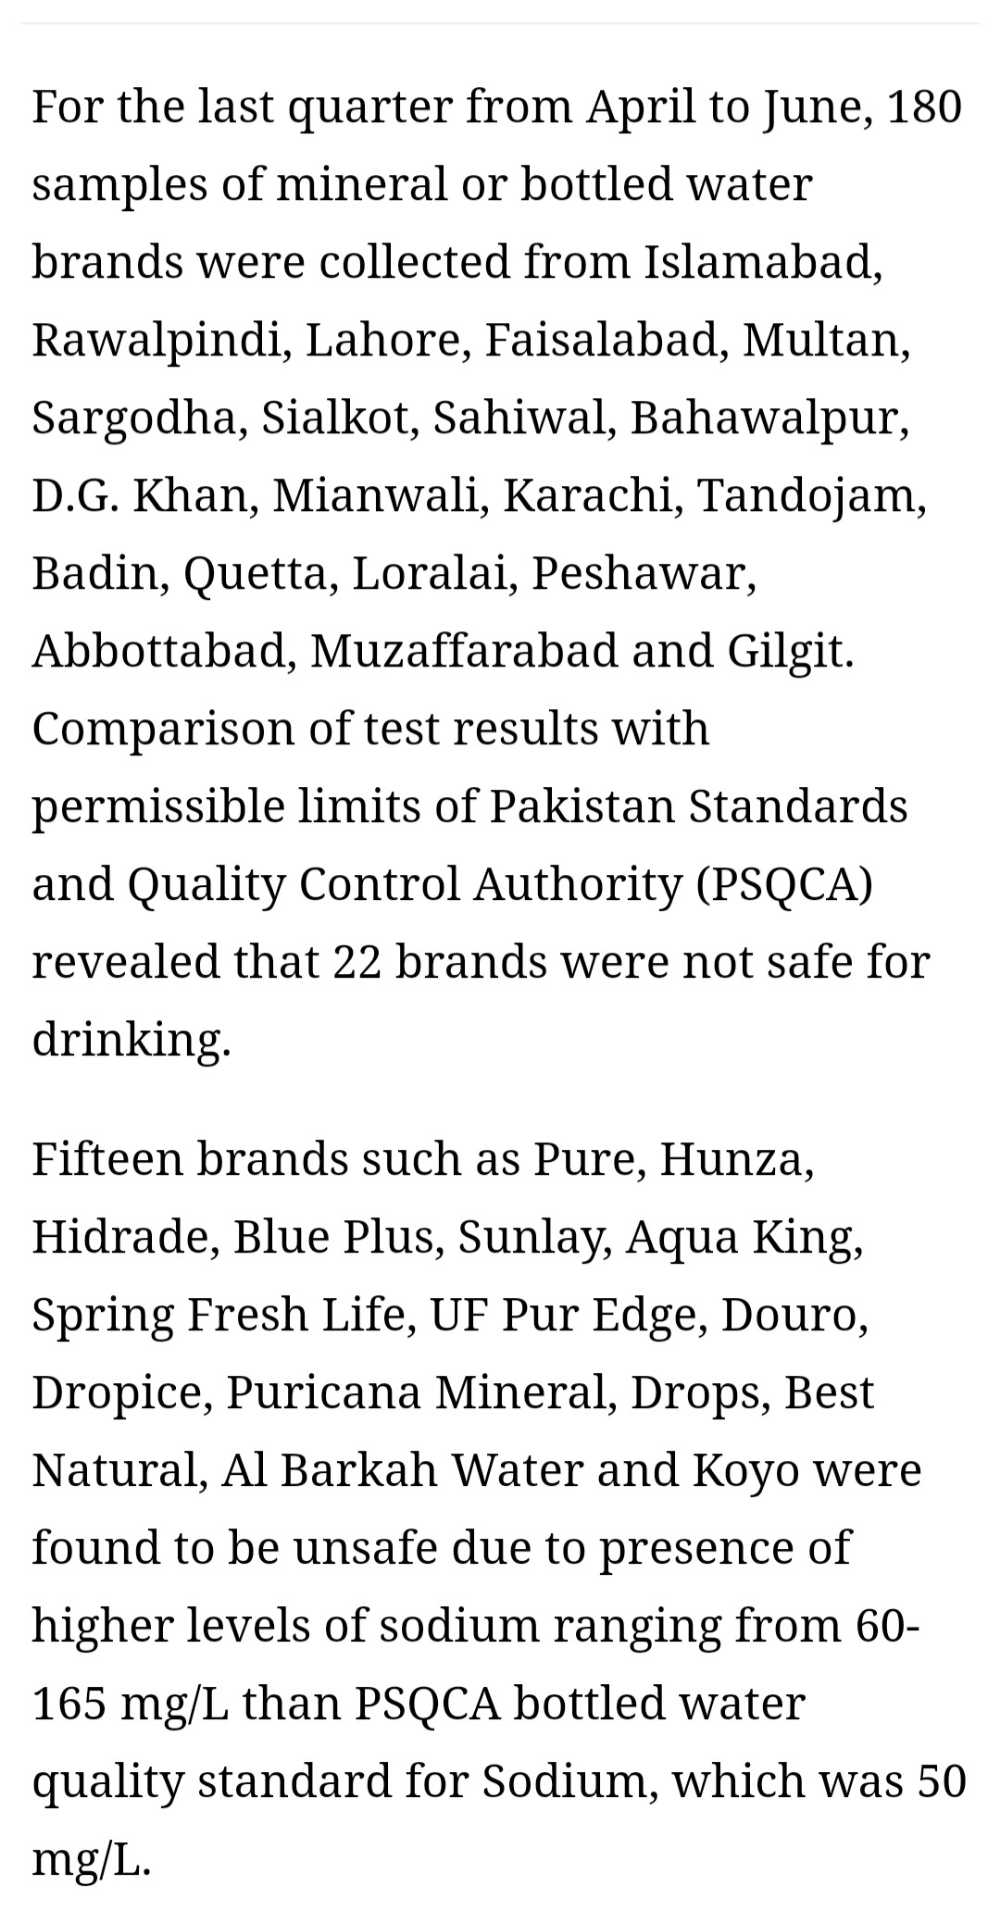 For the last quarter from April to June, 180
samples of mineral or bottled water
brands were collected from Islamabad,
Rawalpindi, Lahore, Faisalabad, Multan,
Sargodha, Sialkot, Sahiwal, Bahawalpur,
D.G. Khan, Mianwali, Karachi, Tandojam,
Badin, Quetta, Loralai, Peshawar,
Abbottabad, Muzaffarabad and Gilgit.
Comparison of test results with
permissible limits of Pakistan Standards
and Quality Control Authority (PSQCA)
revealed that 22 brands were not safe for
drinking.
Fifteen brands such as Pure, Hunza,
Hidrade, Blue Plus, Sunlay, Aqua King,
Spring Fresh Life, UF Pur Edge, Douro,
Dropice, Puricana Mineral, Drops, Best
Natural, Al Barkah Water and Koyo were
found to be unsafe due to presence of
higher levels of sodium ranging from 60-
165 mg/L than PSQCA bottled water
quality standard for Sodium, which was 50
mg/L.